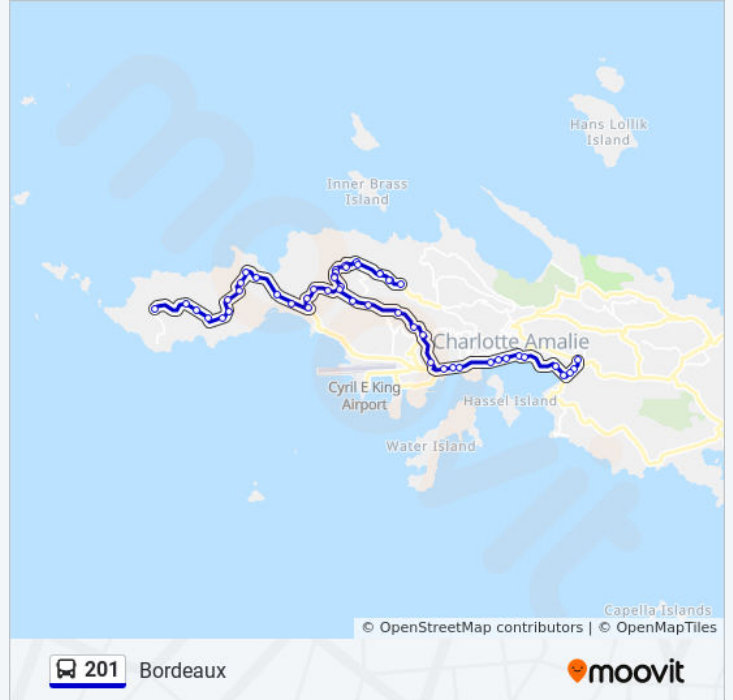 Hans Lollik
Island
Inner Brass
Island
Charlotte Amalie
Cyril E King
Airport
Hassel Island
Water Island
Capella Islands
© OpenStreetMap contributors | © OpenMapTiles
201 Bordeaux
moovit
moovit